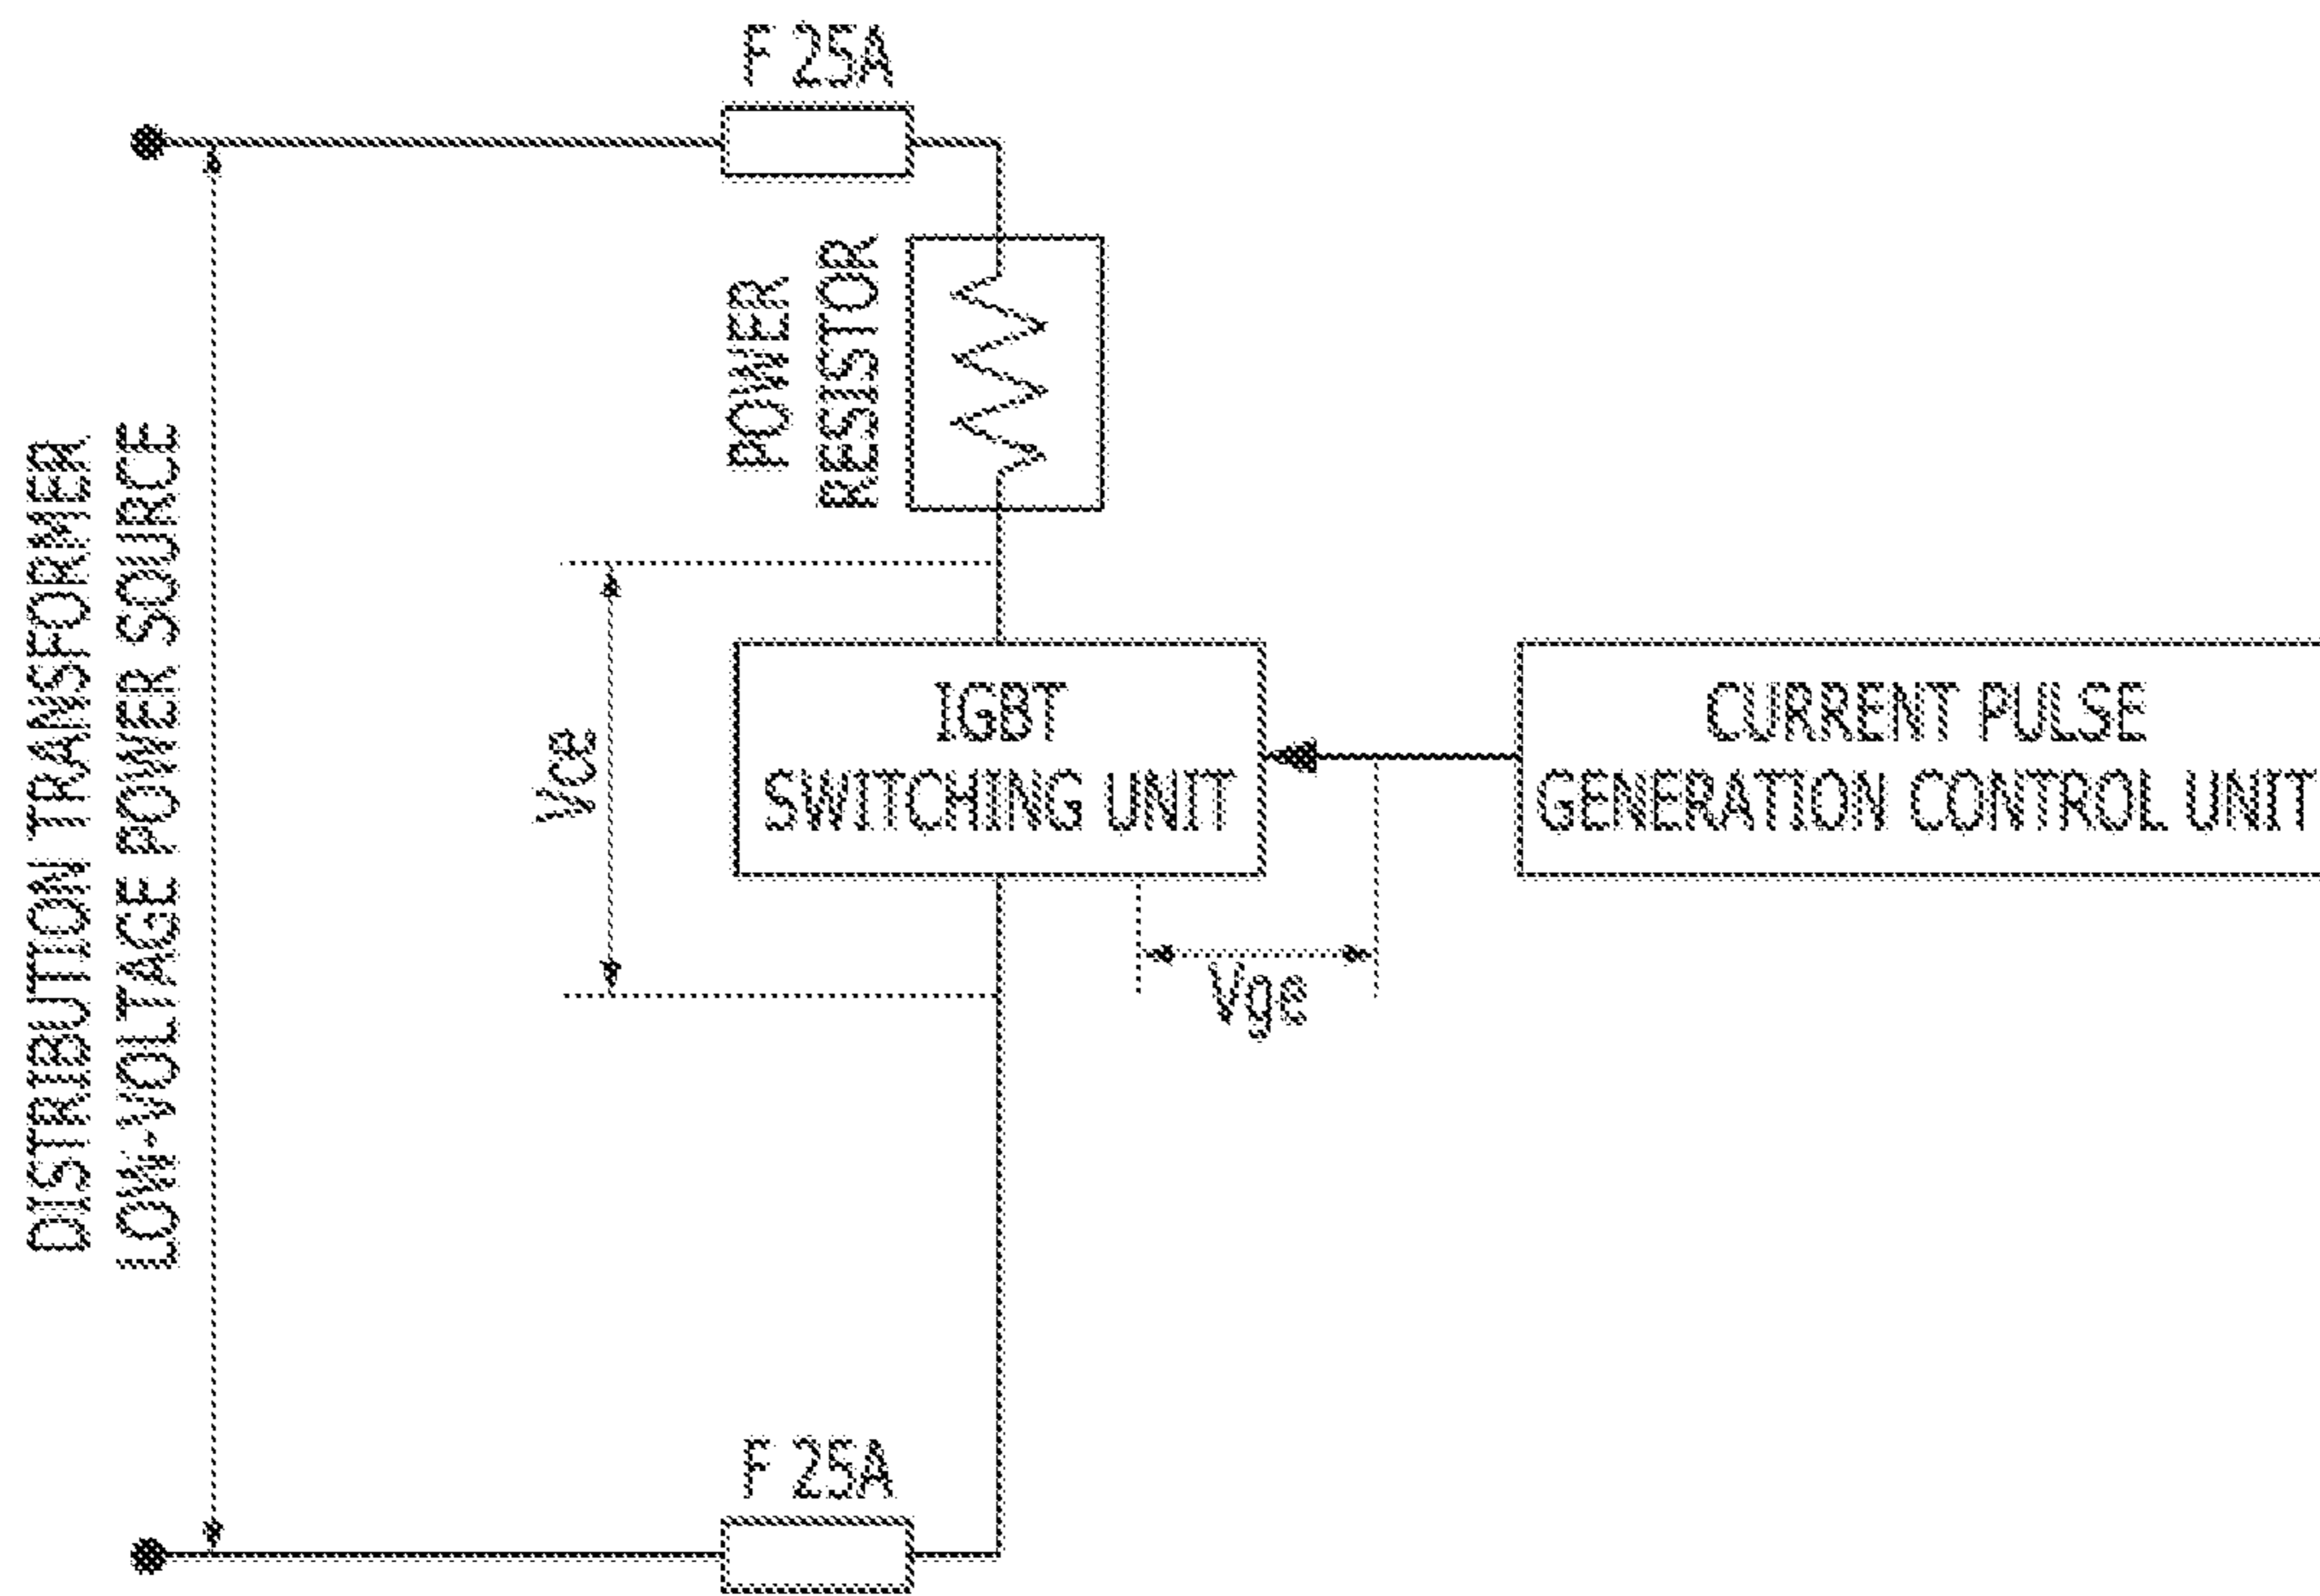 F 25A
POWER
RESISTOR
DISTRIBUTION TRANSFORMER
LOW-VOLTAGE POWER SOURCE
Vce
IGBT
SWITCHING UNIT
CURRENT PULSE
GENERATION CONTROL UNIT
Vge
F 25A